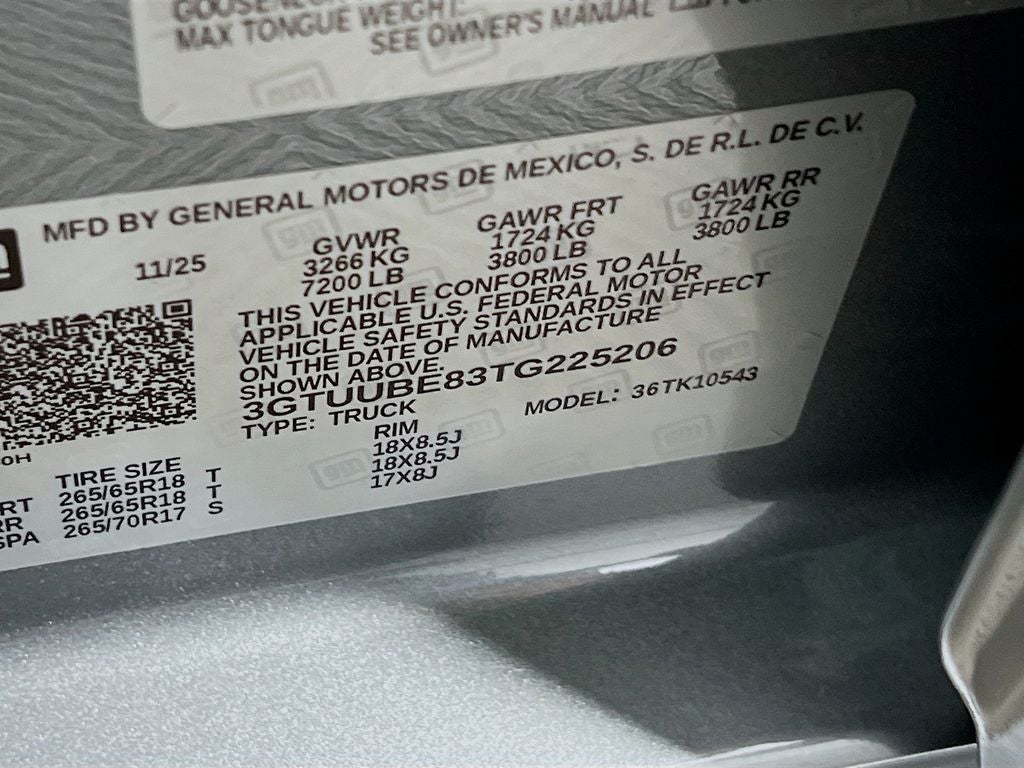 MAX TONGUE WEIGHT:
SEE OWNER'S MANUAL
MFD BY GENERAL MOTORS DE MEXICO, S. DE R.L. DE C.V.
11/25 GVWR GAWR FRT GAWR RR
3266 KG 1724 KG 1724 KG
7200 LB 3800 LB 3800 LB
THIS VEHICLE CONFORMS TO ALL
APPLICABLE U.S. FEDERAL MOTOR
VEHICLE SAFETY STANDARDS IN EFFECT
ON THE DATE OF MANUFACTURE
SHOWN ABOVE.
3GTUUBE83TG225206
TYPE: TRUCK MODEL: 36TK10543
TIRE SIZE RIM
RT 265/65R18 T 18X8.5J
RR 265/65R18 T 18X8.5J
SPA 265/70R17 S 17X8J